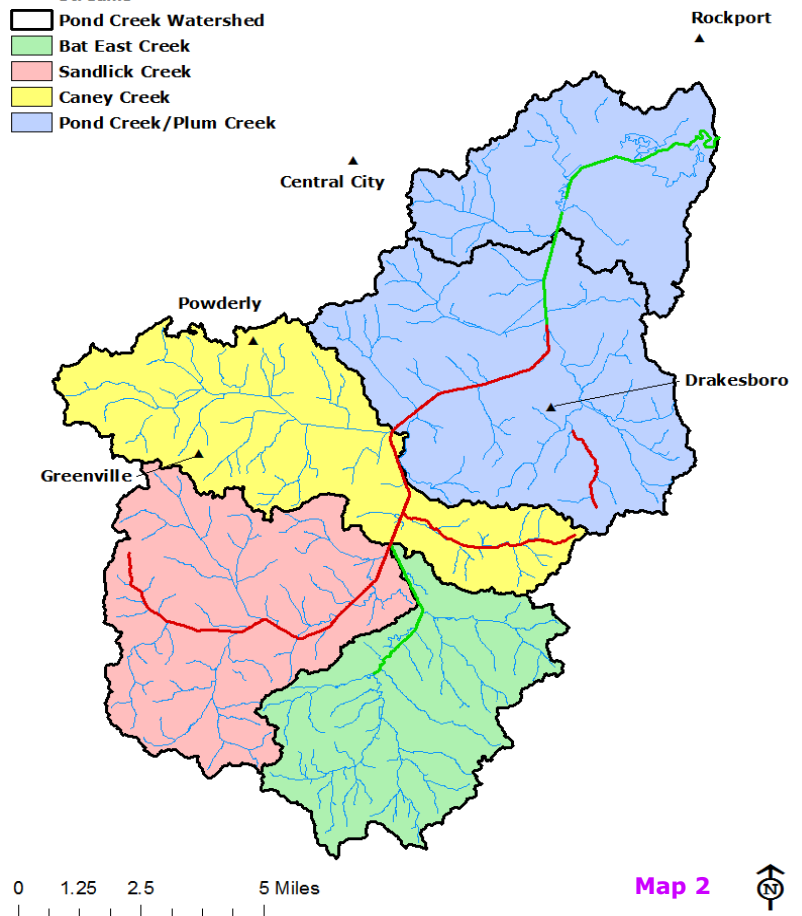 Pond Creek Watershed
Bat East Creek
Sandlick Creek
Caney Creek
Pond Creek/Plum Creek
Rockport
Central City
Powderly
Drakesboro
Greenville
0 1.25 2.5 5 Miles
Map 2
N